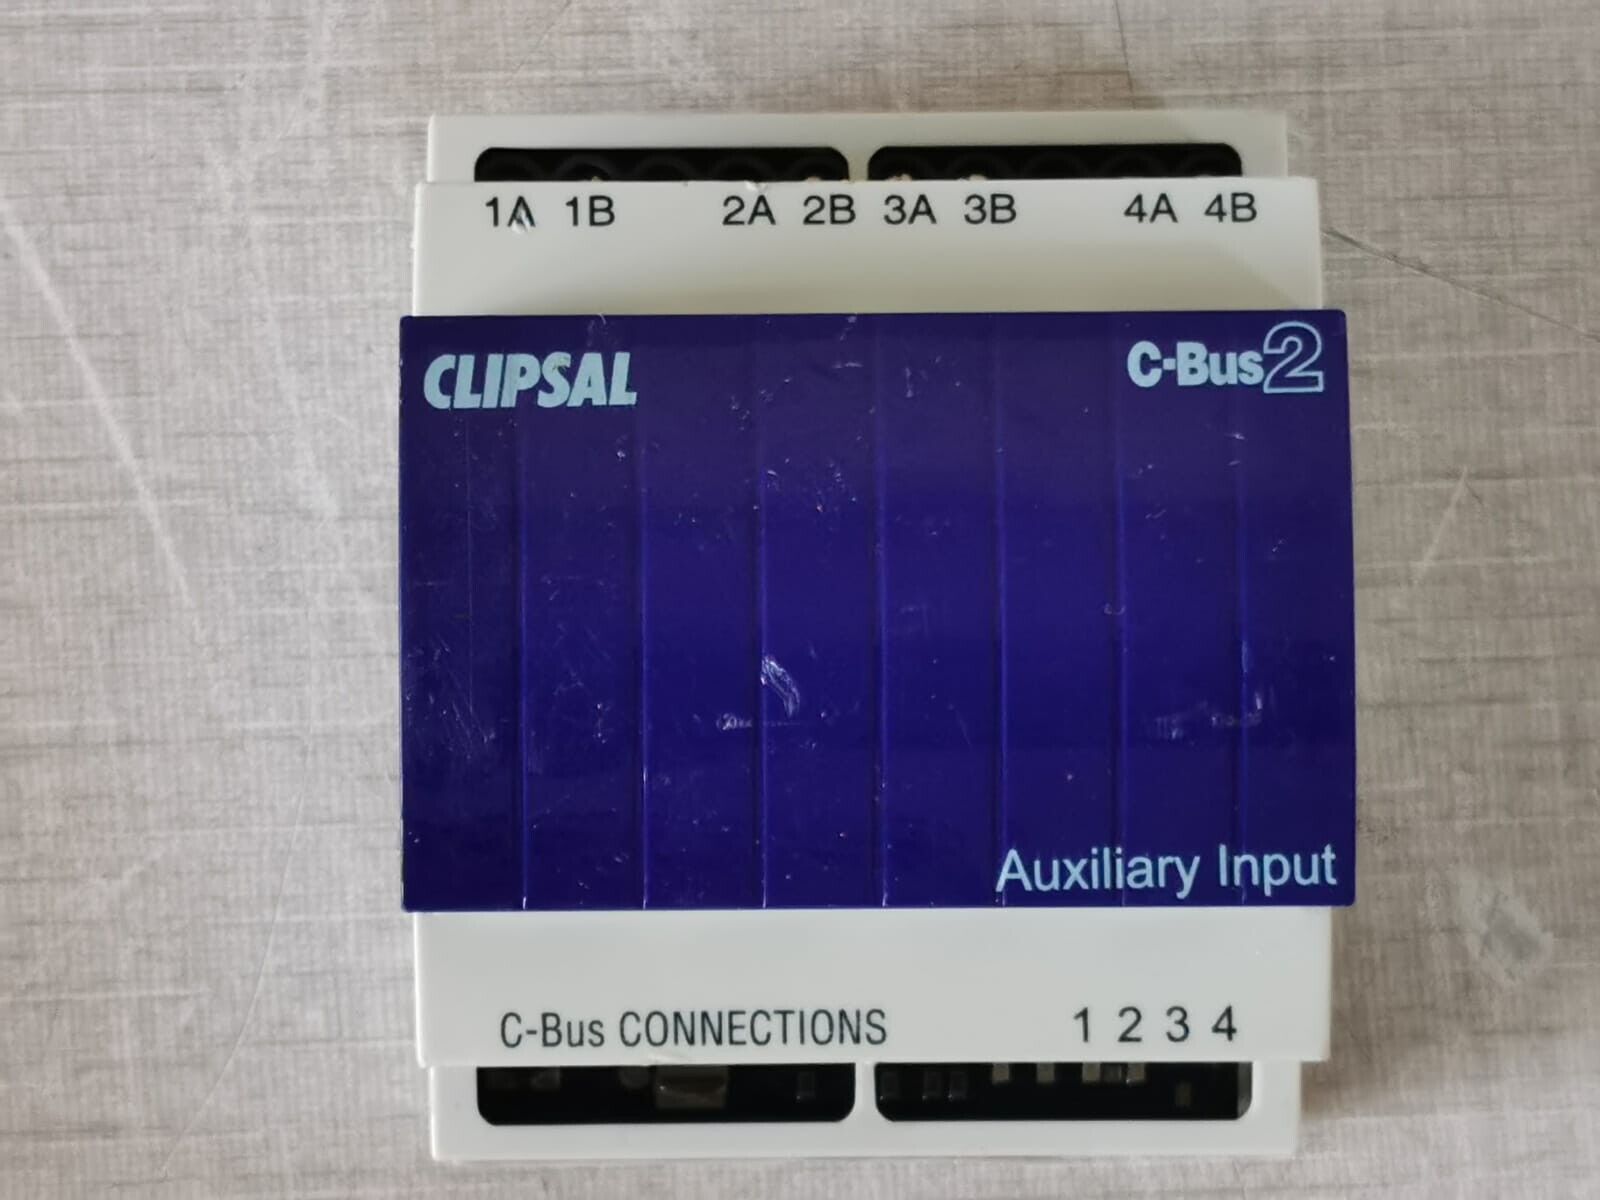 1A 1B 2A 2B 3A 3B 4A 4B
CLIPSAL
C-Bus2
Auxiliary Input
C-Bus CONNECTIONS
1 2 3 4